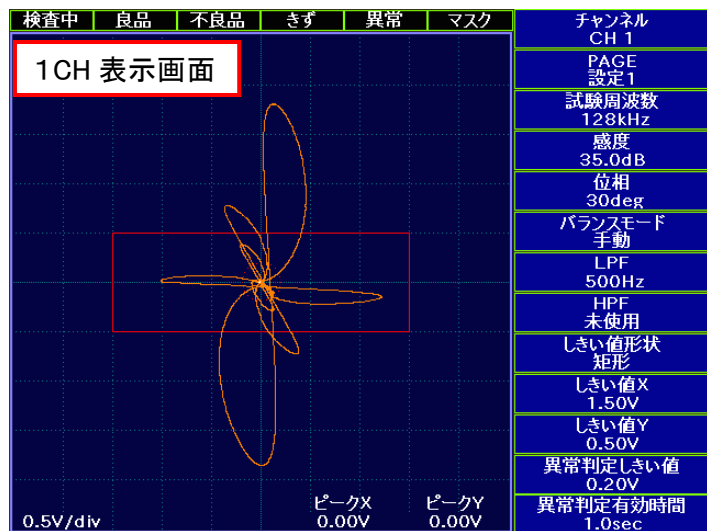 検査中 良品 不良品 きず 異常 マスク
1CH 表示画面
0.5V/div
ピークX
0.00V
ピークY
0.00V
チャンネル
CH 1
PAGE
設定1
試験周波数
128kHz
感度
35.0dB
位相
30deg
バランスモード
手動
LPF
500Hz
HPF
未使用
しきい値形状
矩形
しきい値X
1.50V
しきい値Y
0.50V
異常判定しきい値
0.20V
異常判定有効時間
1.0sec